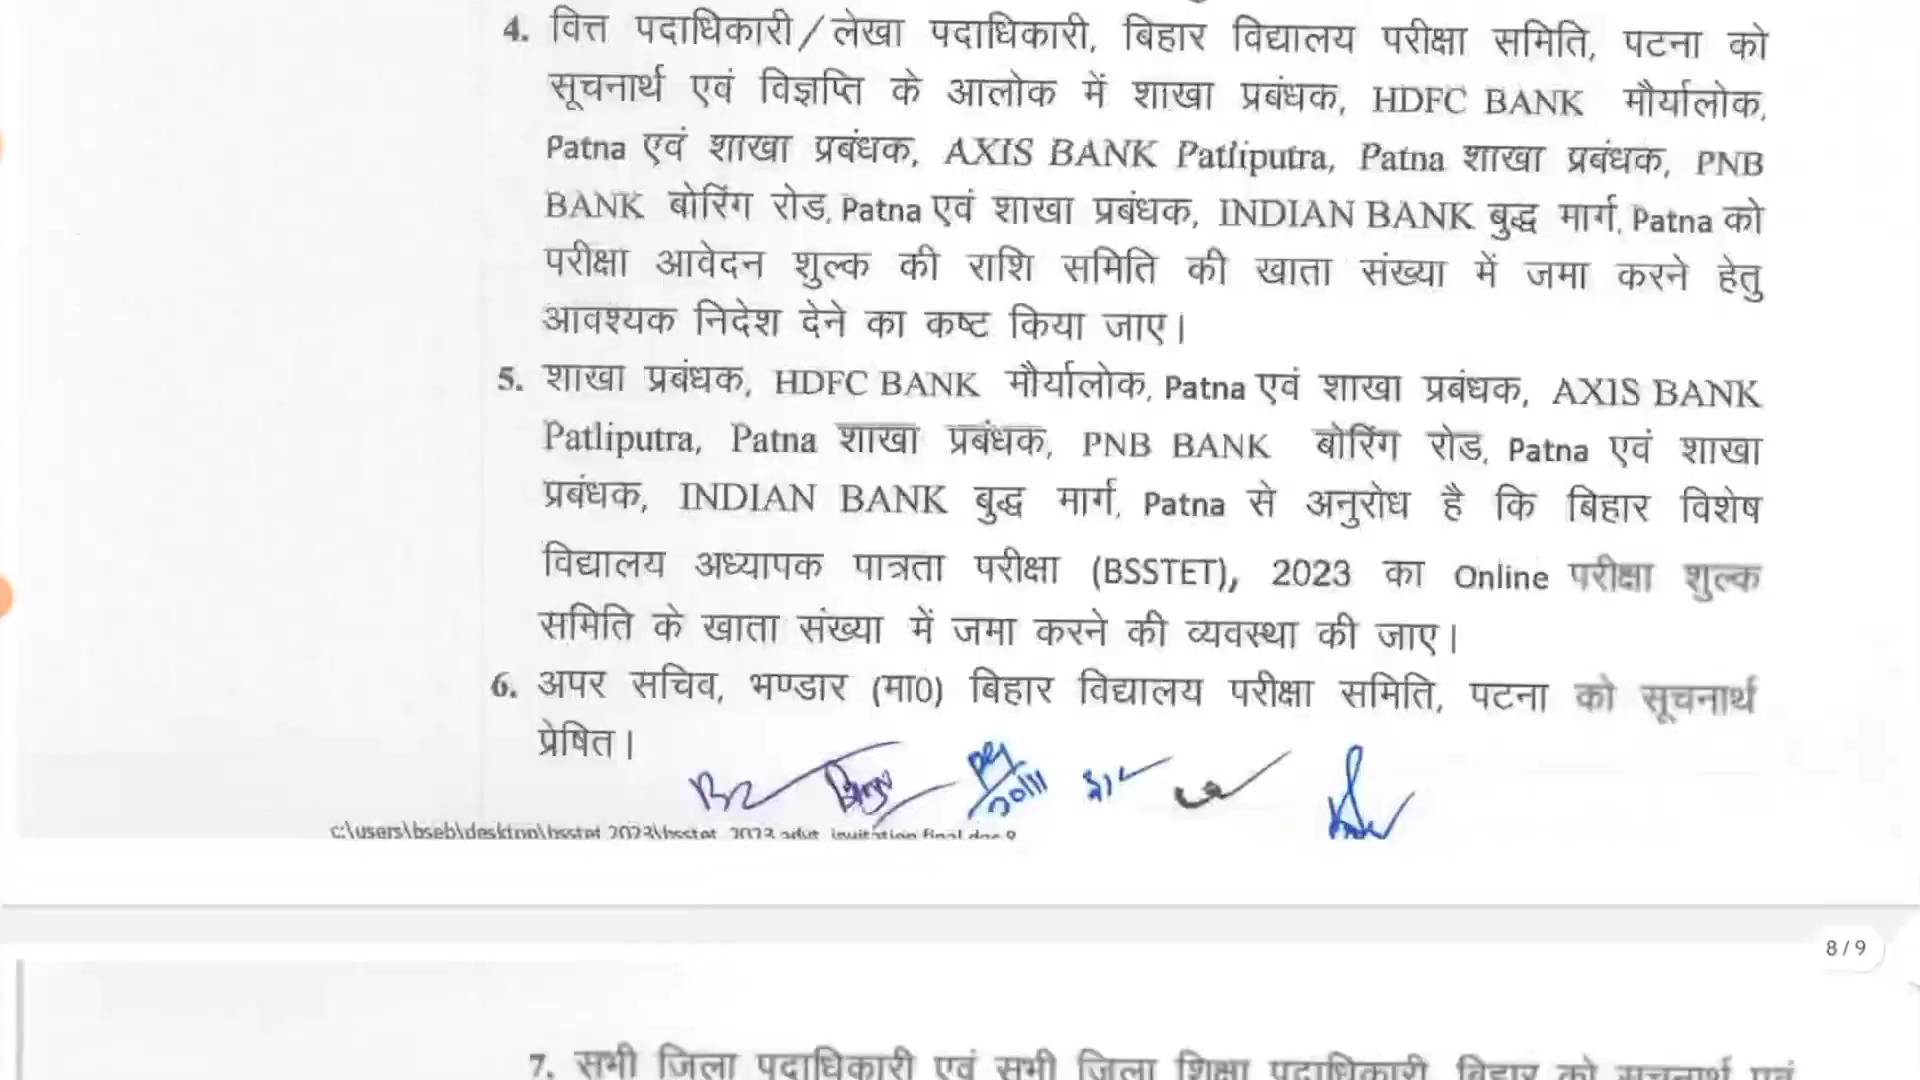 4. वित्त पदाधिकारी/लेखा पदाधिकारी, बिहार विद्यालय परीक्षा समिति, पटना को
सूचनार्थ एवं विज्ञप्ति के आलोक में शाखा प्रबंधक, HDFC BANK मौर्यालोक,
Patna एवं शाखा प्रबंधक, AXIS BANK Patliputra, Patna शाखा प्रबंधक, PNB
BANK बोरिंग रोड, Patna एवं शाखा प्रबंधक, INDIAN BANK बुद्ध मार्ग, Patna को
परीक्षा आवेदन शुल्क की राशि समिति की खाता संख्या में जमा करने हेतु
आवश्यक निदेश देने का कष्ट किया जाए।
5. शाखा प्रबंधक, HDFC BANK मौर्यालोक, Patna एवं शाखा प्रबंधक, AXIS BANK
Patliputra, Patna शाखा प्रबंधक, PNB BANK बोरिंग रोड, Patna एवं शाखा
प्रबंधक, INDIAN BANK बुद्ध मार्ग, Patna से अनुरोध है कि बिहार विशेष
विद्यालय अध्यापक पात्रता परीक्षा (BSSTET), 2023 का Online परीक्षा शुल्क
समिति के खाता संख्या में जमा करने की व्यवस्था की जाए।
6. अपर सचिव, भण्डार (मा0) बिहार विद्यालय परीक्षा समिति, पटना को सूचनार्थ
प्रेषित।
20/11
c:\users\bseb\desktop\bsstet 2023\bsstet_2023 advt_invitation final.doc 8
8/9
7. सभी जिला पदाधिकारी एवं सभी जिला शिक्षा पदाधिकारी, बिहार को सूचनार्थ एवं